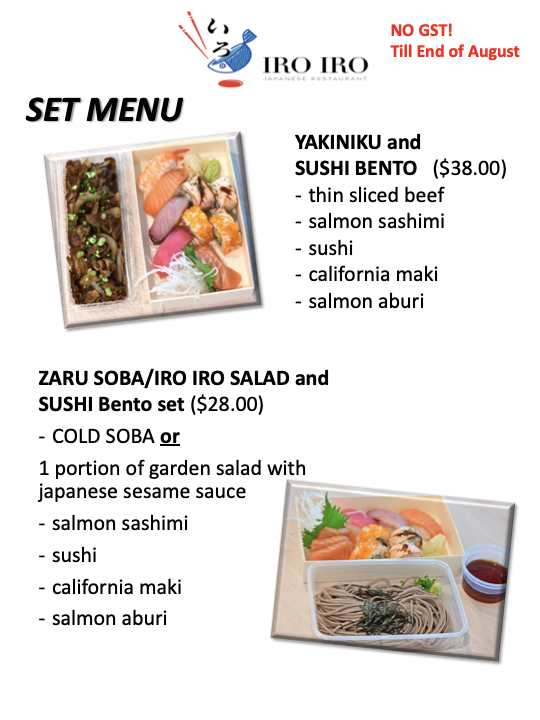 いろ
IRO IRO
JAPANESE RESTAURANT
NO GST!
Till End of August
SET MENU
YAKINIKU and
SUSHI BENTO ($38.00)
- thin sliced beef
- salmon sashimi
- sushi
- california maki
- salmon aburi
ZARU SOBA/IRO IRO SALAD and
SUSHI Bento set ($28.00)
- COLD SOBA or
1 portion of garden salad with
japanese sesame sauce
- salmon sashimi
- sushi
- california maki
- salmon aburi